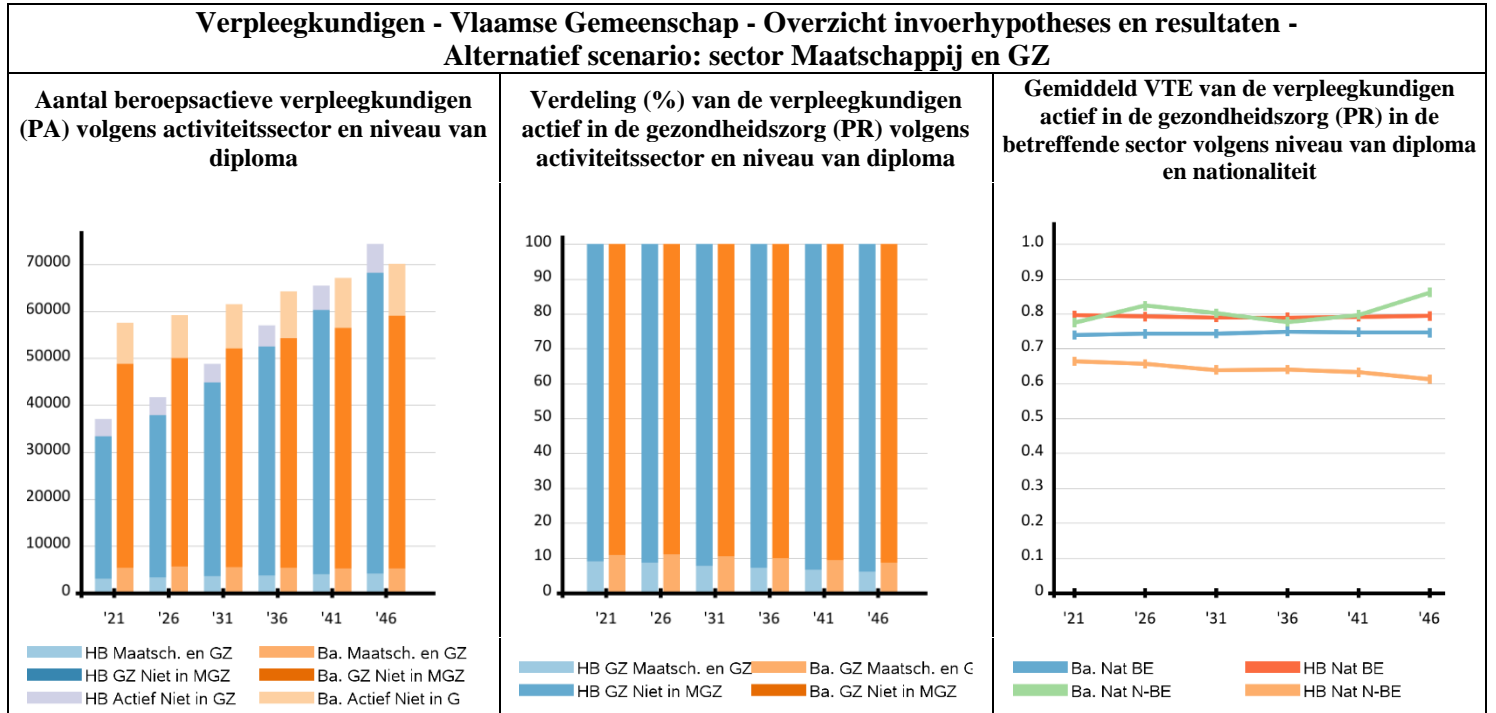 Verpleegkundigen - Vlaamse Gemeenschap - Overzicht invoerhypotheses en resultaten -
Alternatief scenario: sector Maatschappij en GZ
Aantal beroepsactieve verpleegkundigen
(PA) volgens activiteitssector en niveau van
diploma
70000
60000
50000
40000
30000
20000
10000
0
'21 '26 '31 '36 '41 '46
HB Maatsch. en GZ Ba. Maatsch. en GZ
HB GZ Niet in MGZ Ba. GZ Niet in MGZ
HB Actief Niet in GZ Ba. Actief Niet in G
Verdeling (%) van de verpleegkundigen
actief in de gezondheidszorg (PR) volgens
activiteitssector en niveau van diploma
100
90
80
70
60
50
40
30
20
10
0
'21 '26 '31 '36 '41 '46
HB GZ Maatsch. en GZ Ba. GZ Maatsch. en G
HB GZ Niet in MGZ Ba. GZ Niet in MGZ
Gemiddeld VTE van de verpleegkundigen
actief in de gezondheidszorg (PR) in de
betreffende sector volgens niveau van diploma
en nationaliteit
1.0
0.9
0.8
0.7
0.6
0.5
0.4
0.3
0.2
0.1
0
'21 '26 '31 '36 '41 '46
Ba. Nat BE HB Nat BE
Ba. Nat N-BE HB Nat N-BE